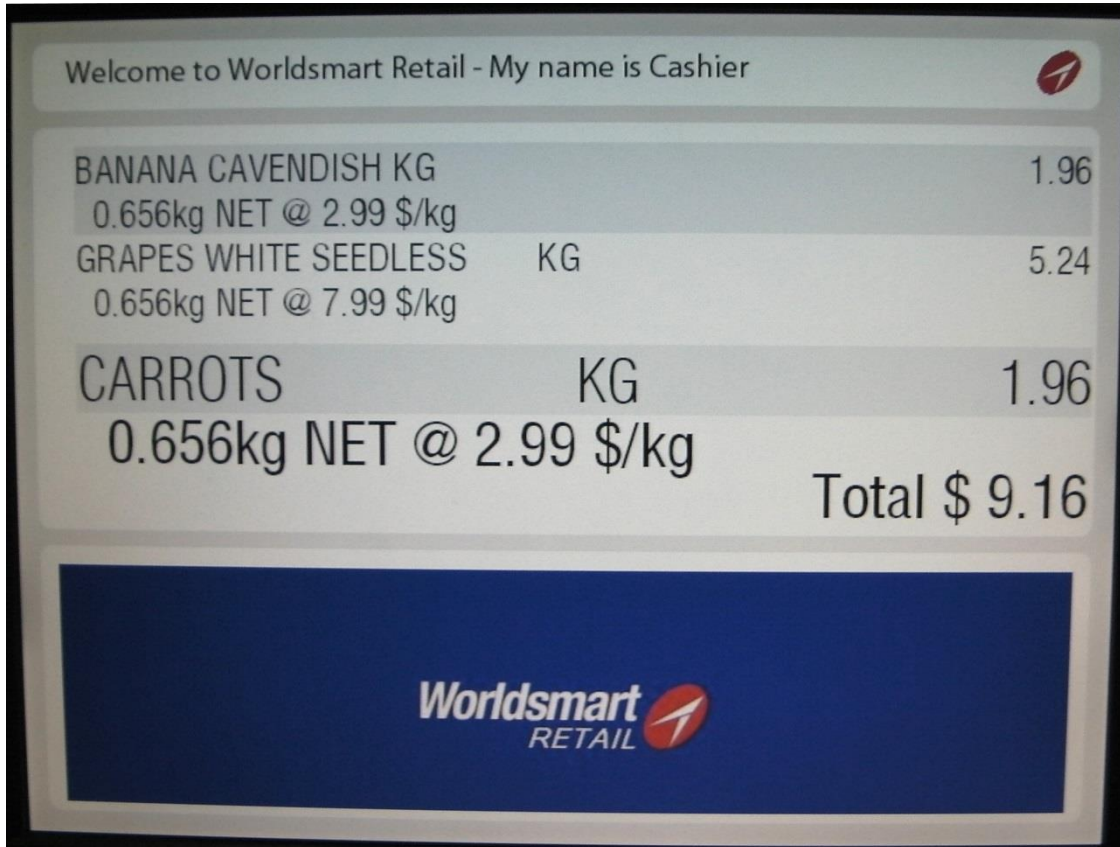 Welcome to Worldsmart Retail - My name is Cashier
BANANA CAVENDISH KG 1.96
0.656kg NET @ 2.99 $/kg
GRAPES WHITE SEEDLESS KG 5.24
0.656kg NET @ 7.99 $/kg
CARROTS KG 1.96
0.656kg NET @ 2.99 $/kg
Total $ 9.16
Worldsmart
RETAIL